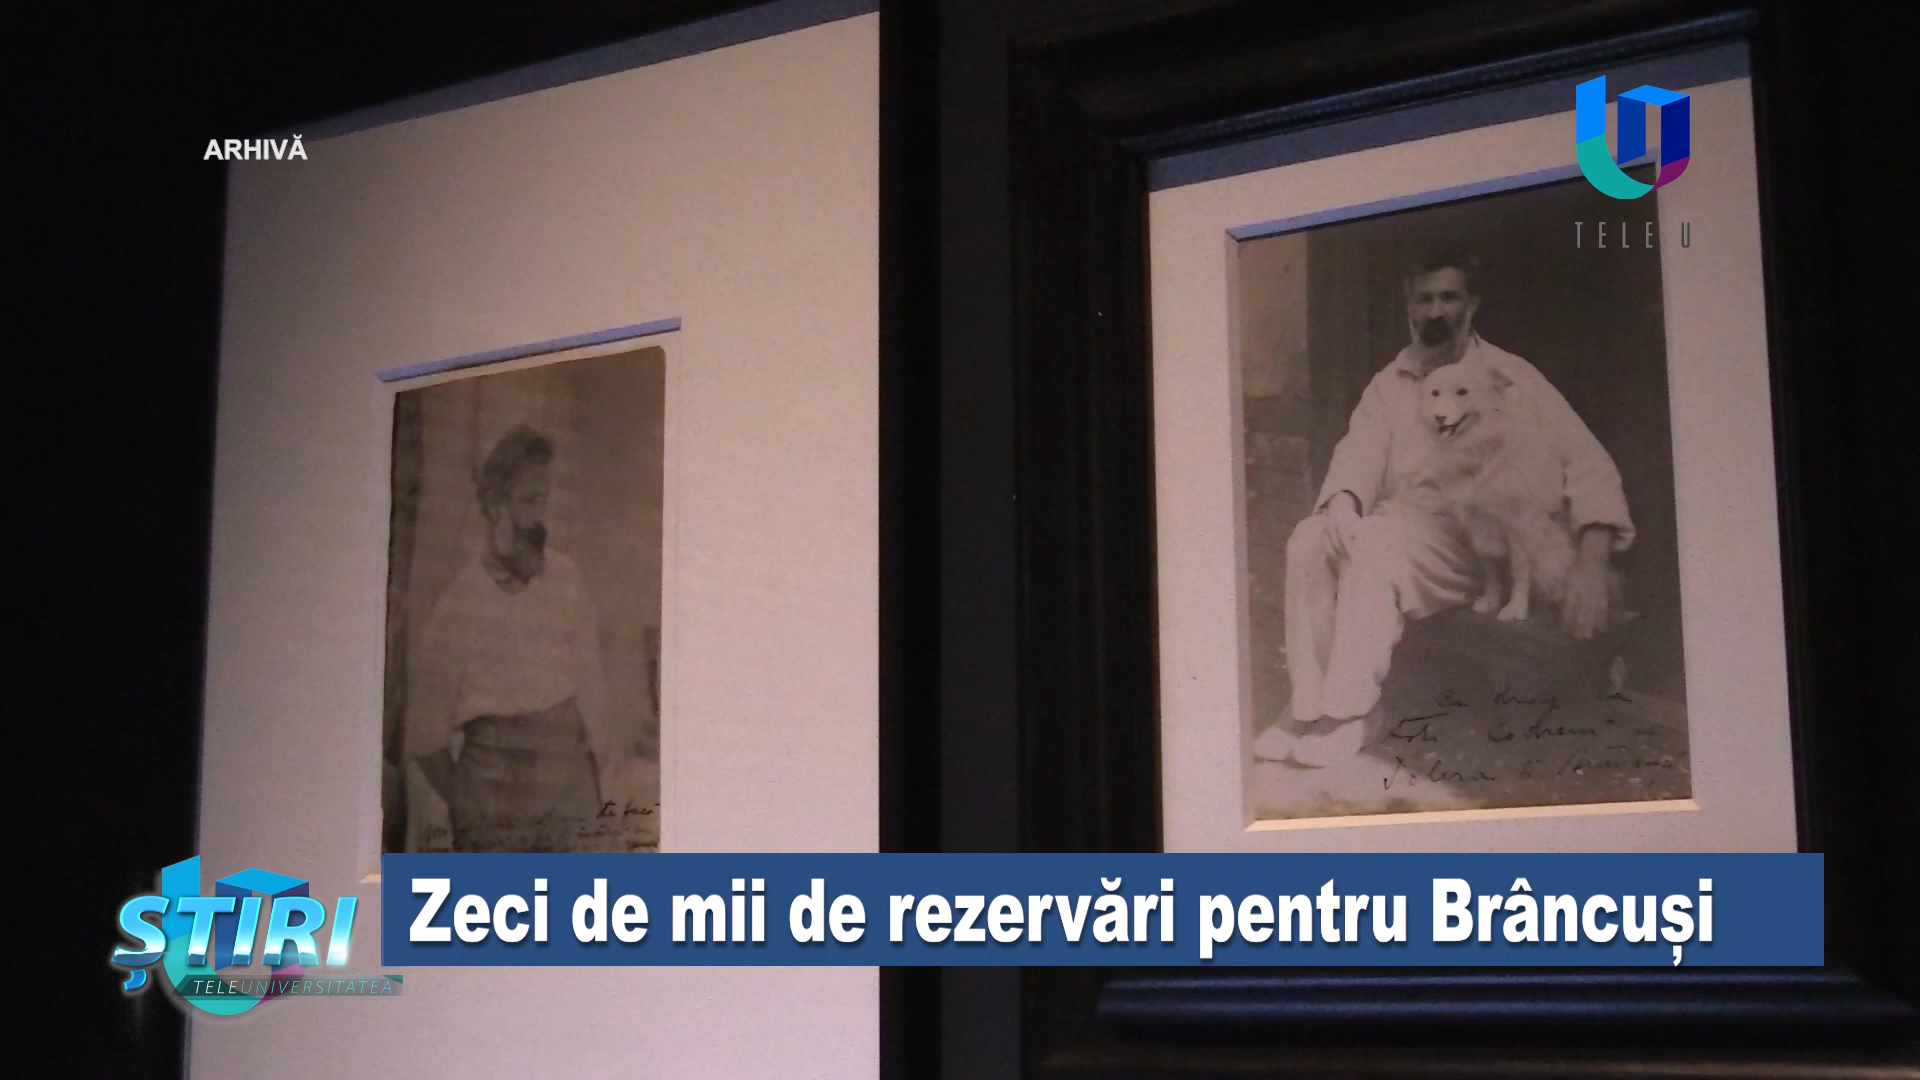 ARHIVĂ
TELE U
Zeci de mii de rezervări pentru Brâncuși
ȘTIRI
TELEUNIVERSITATEA